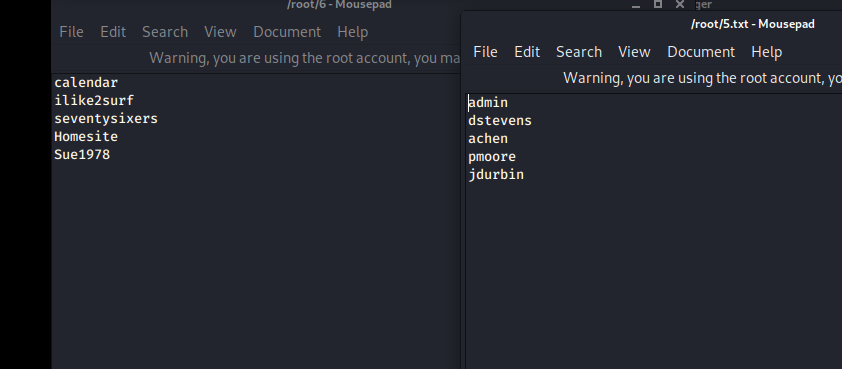 /root/6 - Mousepad
File Edit Search View Document Help
Warning, you are using the root account, you ma
calendar
ilike2surf
seventysixers
Homesite
Sue1978
ger
/root/5.txt - Mousepad
File Edit Search View Document Help
Warning, you are using the root account, yo
admin
dstevens
achen
pmoore
jdurbin